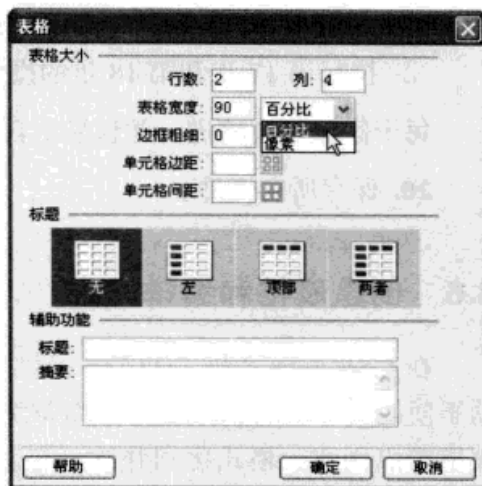 表格
表格大小
行数: 2 列: 4
表格宽度: 90 百分比
百分比
像素
边框粗细: 0
单元格边距:
单元格间距:
标题
无 左 顶部 两者
辅助功能
标题:
摘要:
帮助 确定 取消